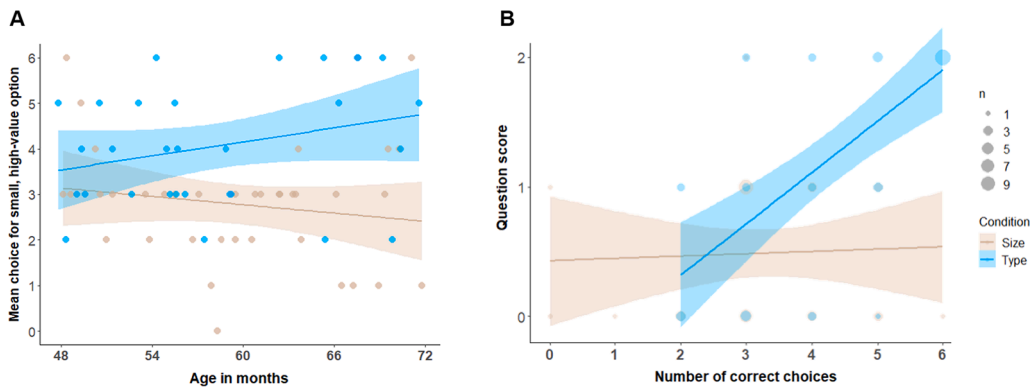 A
Mean choice for small, high-value option
6
5
4
3
2
1
0
48
54
60
66
72
Age in months
B
Question score
2
1
0
0
1
2
3
4
5
6
Number of correct choices
n
1
3
5
7
9
Condition
Size
Type